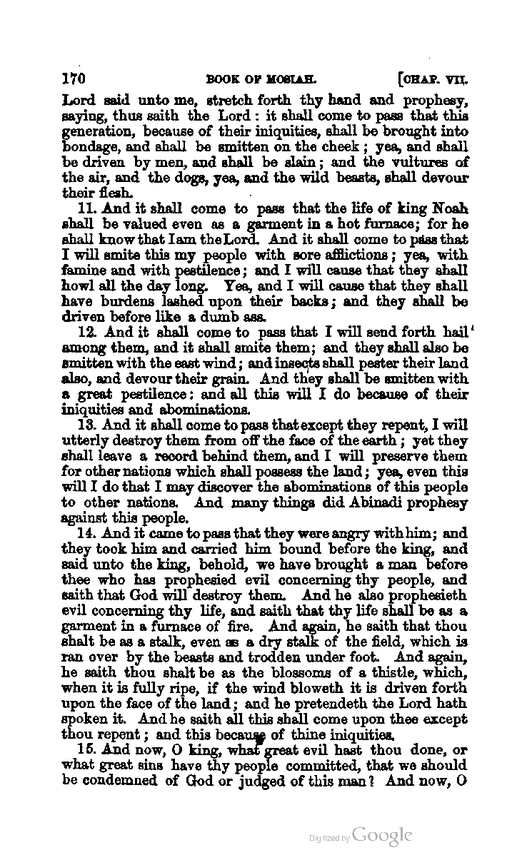 170 BOOK OF MOSIAH. [CHAP. VII.
Lord said unto me, stretch forth thy hand and prophesy,
saying, thus saith the Lord: it shall come to pass that this
generation, because of their iniquities, shall be brought into
bondage, and shall be smitten on the cheek; yea, and shall
be driven by men, and shall be slain; and the vultures of
the air, and the dogs, yea, and the wild beasts, shall devour
their flesh.
11. And it shall come to pass that the life of king Noah
shall be valued even as a garment in a hot furnace; for he
shall know that I am the Lord. And it shall come to pass that
I will smite this my people with sore afflictions; yea, with
famine and with pestilence; and I will cause that they shall
howl all the day long. Yea, and I will cause that they shall
have burdens lashed upon their backs; and they shall be
driven before like a dumb ass.
12. And it shall come to pass that I will send forth hail
among them, and it shall smite them; and they shall also be
smitten with the east wind; and insects shall pester their land
also, and devour their grain. And they shall be smitten with
a great pestilence: and all this will I do because of their
iniquities and abominations.
13. And it shall come to pass that except they repent, I will
utterly destroy them from off the face of the earth; yet they
shall leave a record behind them, and I will preserve them
for other nations which shall possess the land; yea, even this
will I do that I may discover the abominations of this people
to other nations. And many things did Abinadi prophesy
against this people.
14. And it came to pass that they were angry with him; and
they took him and carried him bound before the king, and
said unto the king, behold, we have brought a man before
thee who has prophesied evil concerning thy people, and
saith that God will destroy them. And he also prophesieth
evil concerning thy life, and saith that thy life shall be as a
garment in a furnace of fire. And again, he saith that thou
shalt be as a stalk, even as a dry stalk of the field, which is
ran over by the beasts and trodden under foot. And again,
he saith thou shalt be as the blossoms of a thistle, which,
when it is fully ripe, if the wind bloweth it is driven forth
upon the face of the land; and he pretendeth the Lord hath
spoken it. And he saith all this shall come upon thee except
thou repent; and this because of thine iniquities.
15. And now, O king, what great evil hast thou done, or
what great sins have thy people committed, that we should
be condemned of God or judged of this man? And now, O
Digitized by Google